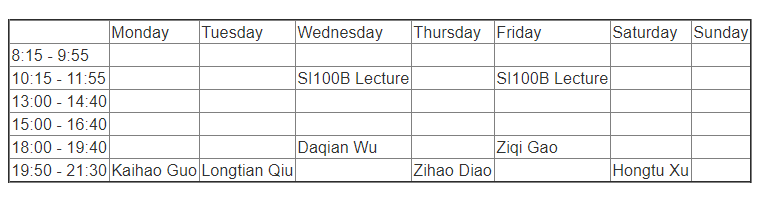 Monday Tuesday Wednesday Thursday Friday Saturday Sunday
8:15 - 9:55
10:15 - 11:55 SI100B Lecture SI100B Lecture
13:00 - 14:40
15:00 - 16:40
18:00 - 19:40 Daqian Wu Ziqi Gao
19:50 - 21:30 Kaihao Guo Longtian Qiu Zihao Diao Hongtu Xu